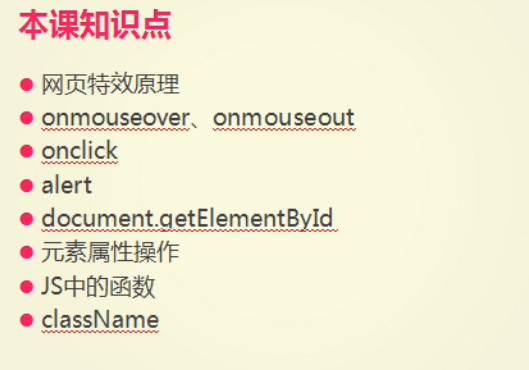 本课知识点
网页特效原理
onmouseover、onmouseout
onclick
alert
document.getElementById
元素属性操作
JS中的函数
className